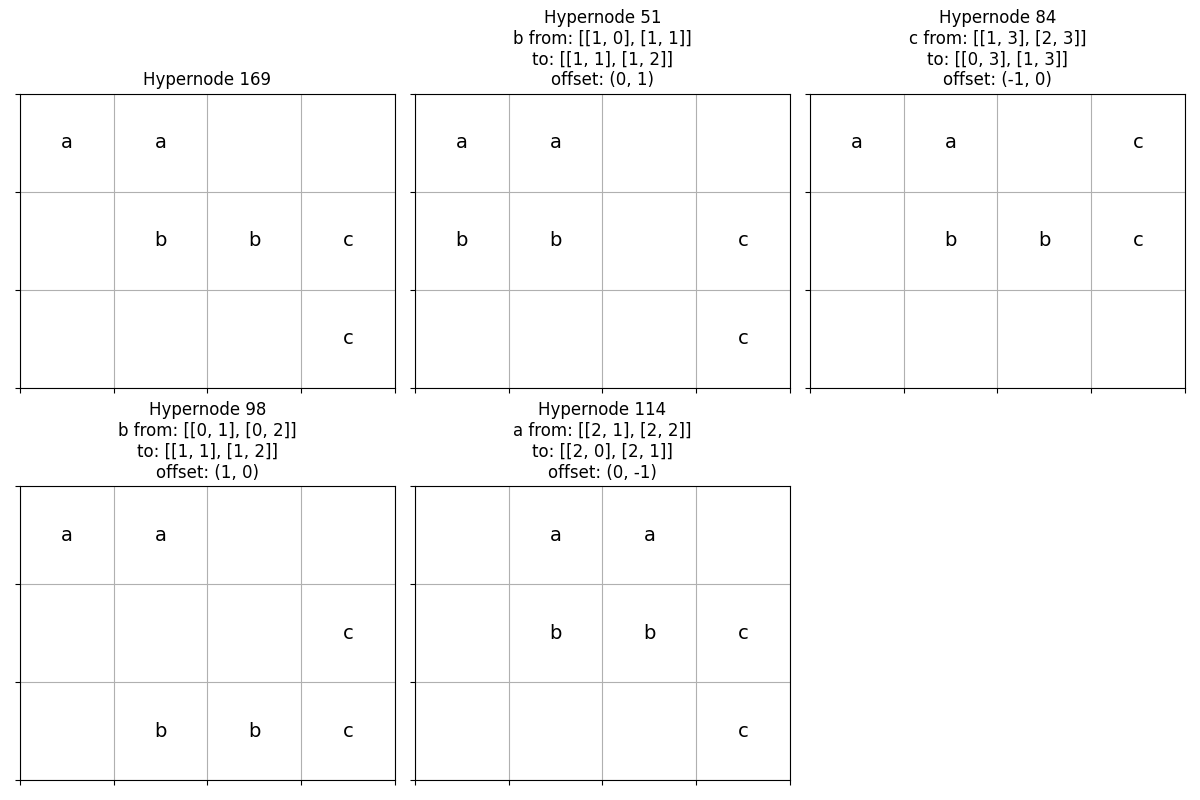 Hypernode 169
a a
b b c
c
Hypernode 51
b from: [[1, 0], [1, 1]]
to: [[1, 1], [1, 2]]
offset: (0, 1)
a a
b b c
c
Hypernode 84
c from: [[1, 3], [2, 3]]
to: [[0, 3], [1, 3]]
offset: (-1, 0)
a a c
b b c
Hypernode 98
b from: [[0, 1], [0, 2]]
to: [[1, 1], [1, 2]]
offset: (1, 0)
a a
c
b b c
Hypernode 114
a from: [[2, 1], [2, 2]]
to: [[2, 0], [2, 1]]
offset: (0, -1)
a a
b b c
c